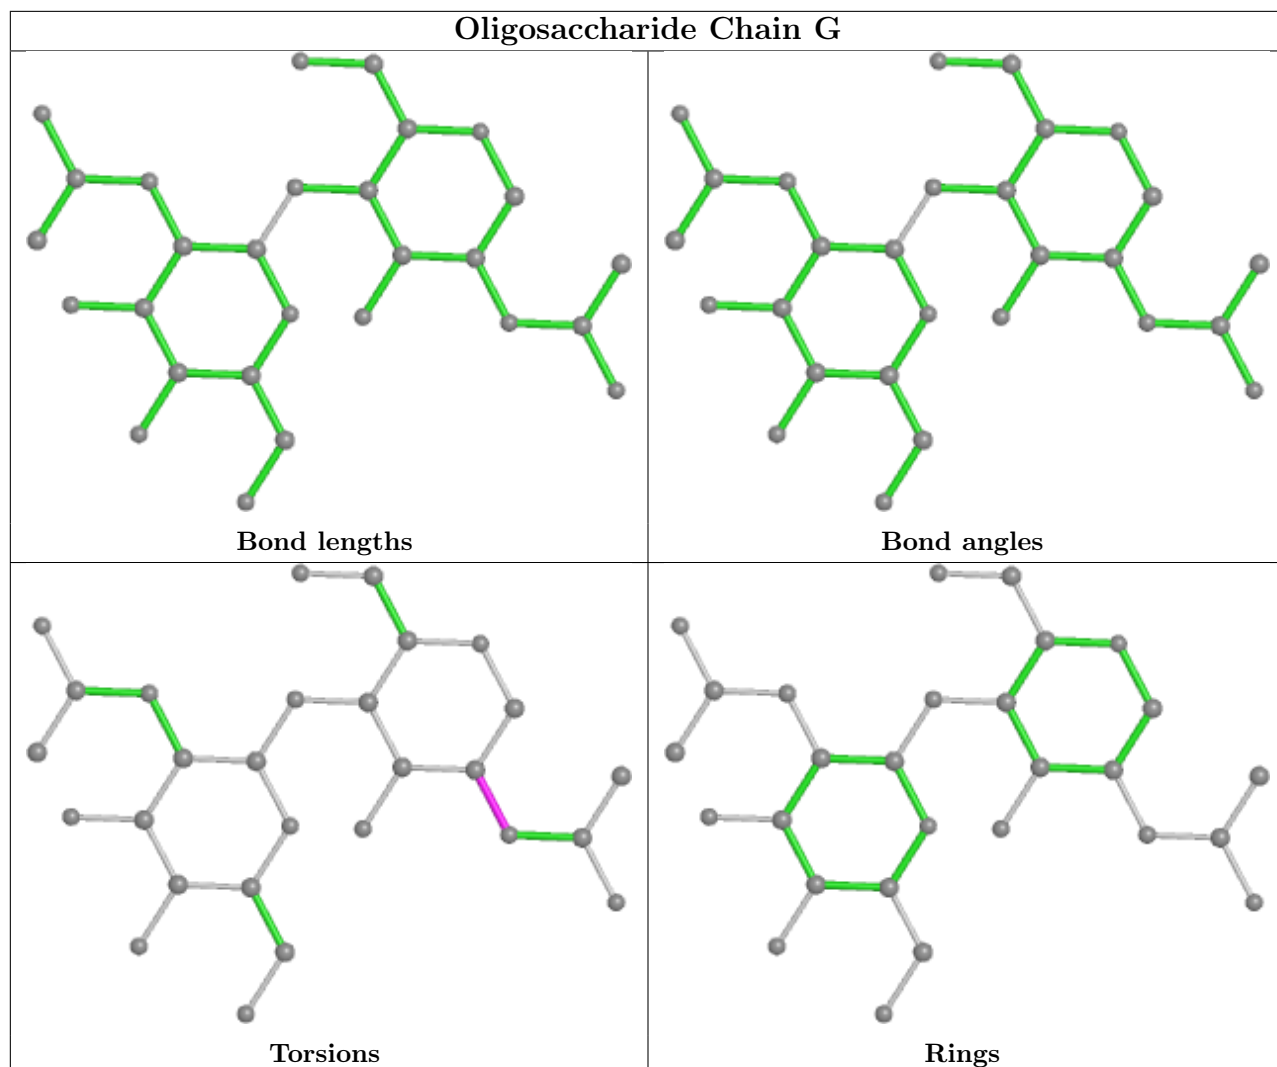 Oligosaccharide Chain G
Bond lengths
Bond angles
Torsions
Rings